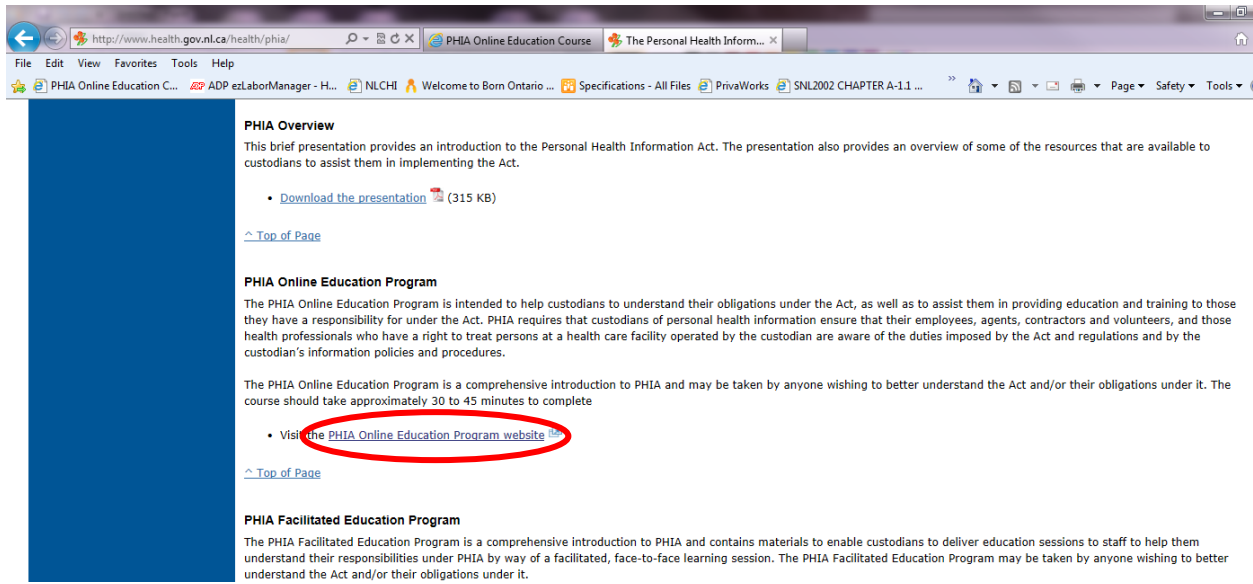 http://www.health.gov.nl.ca/health/phia/ PHIA Online Education Course The Personal Health Inform...
File Edit View Favorites Tools Help
PHIA Online Education C... ADP ezLaborManager - H... NLCHI Welcome to Born Ontario ... Specifications - All Files PrivaWorks SNL2002 CHAPTER A-1.1 ... » Page Safety Tools
PHIA Overview
This brief presentation provides an introduction to the Personal Health Information Act. The presentation also provides an overview of some of the resources that are available to
custodians to assist them in implementing the Act.
• Download the presentation (315 KB)
^ Top of Page
PHIA Online Education Program
The PHIA Online Education Program is intended to help custodians to understand their obligations under the Act, as well as to assist them in providing education and training to those
they have a responsibility for under the Act. PHIA requires that custodians of personal health information ensure that their employees, agents, contractors and volunteers, and those
health professionals who have a right to treat persons at a health care facility operated by the custodian are aware of the duties imposed by the Act and regulations and by the
custodian's information policies and procedures.
The PHIA Online Education Program is a comprehensive introduction to PHIA and may be taken by anyone wishing to better understand the Act and/or their obligations under it. The
course should take approximately 30 to 45 minutes to complete
• Visit the PHIA Online Education Program website
^ Top of Page
PHIA Facilitated Education Program
The PHIA Facilitated Education Program is a comprehensive introduction to PHIA and contains materials to enable custodians to deliver education sessions to staff to help them
understand their responsibilities under PHIA by way of a facilitated, face-to-face learning session. The PHIA Facilitated Education Program may be taken by anyone wishing to better
understand the Act and/or their obligations under it.